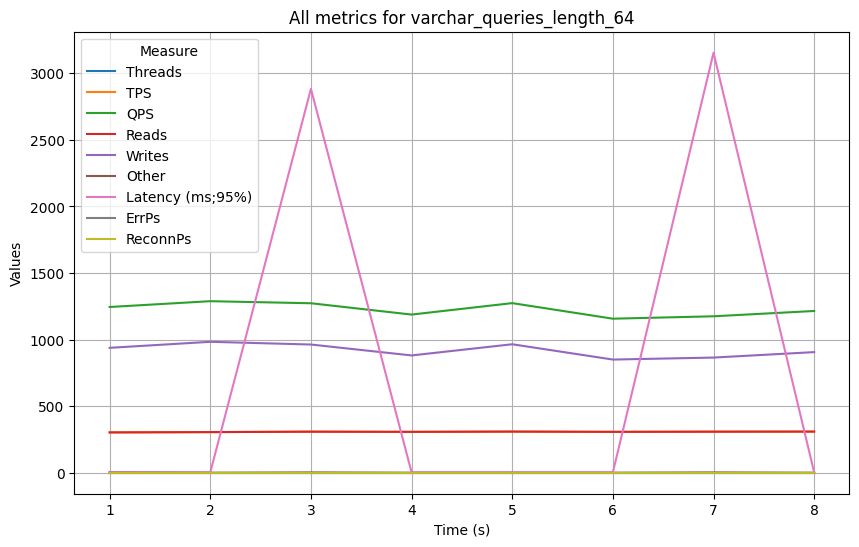 All metrics for varchar_queries_length_64
Measure
Threads
TPS
QPS
Reads
Writes
Other
Latency (ms;95%)
ErrPs
ReconnPs
Values
3000
2500
2000
1500
1000
500
0
1 2 3 4 5 6 7 8
Time (s)